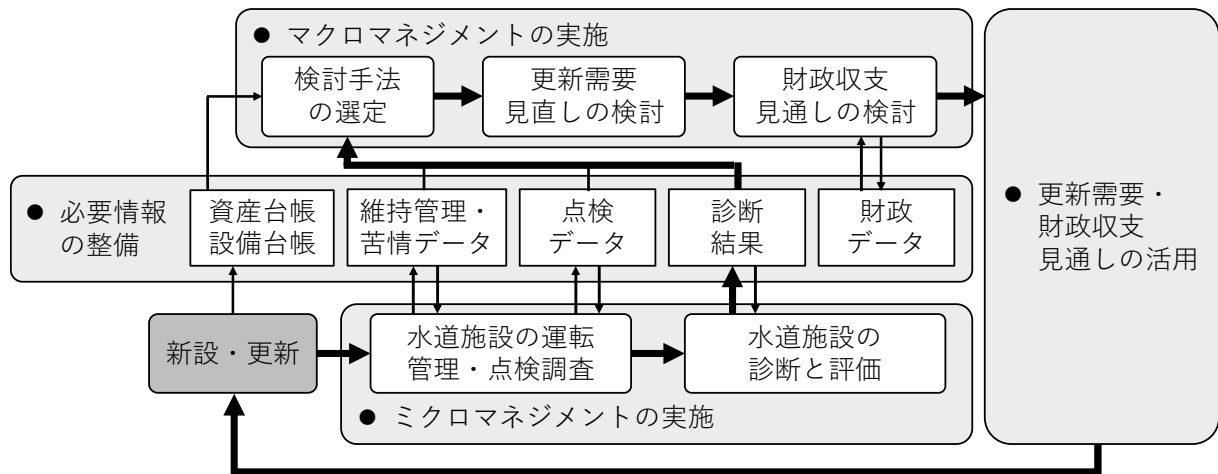 ● マクロマネジメントの実施
検討手法
の選定
更新需要
見直しの検討
財政収支
見通しの検討
● 必要情報
の整備
資産台帳
設備台帳
維持管理・
苦情データ
点検
データ
診断
結果
財政
データ
● 更新需要・
財政収支
見通しの活用
新設・更新
水道施設の運転
管理・点検調査
水道施設の
診断と評価
● ミクロマネジメントの実施